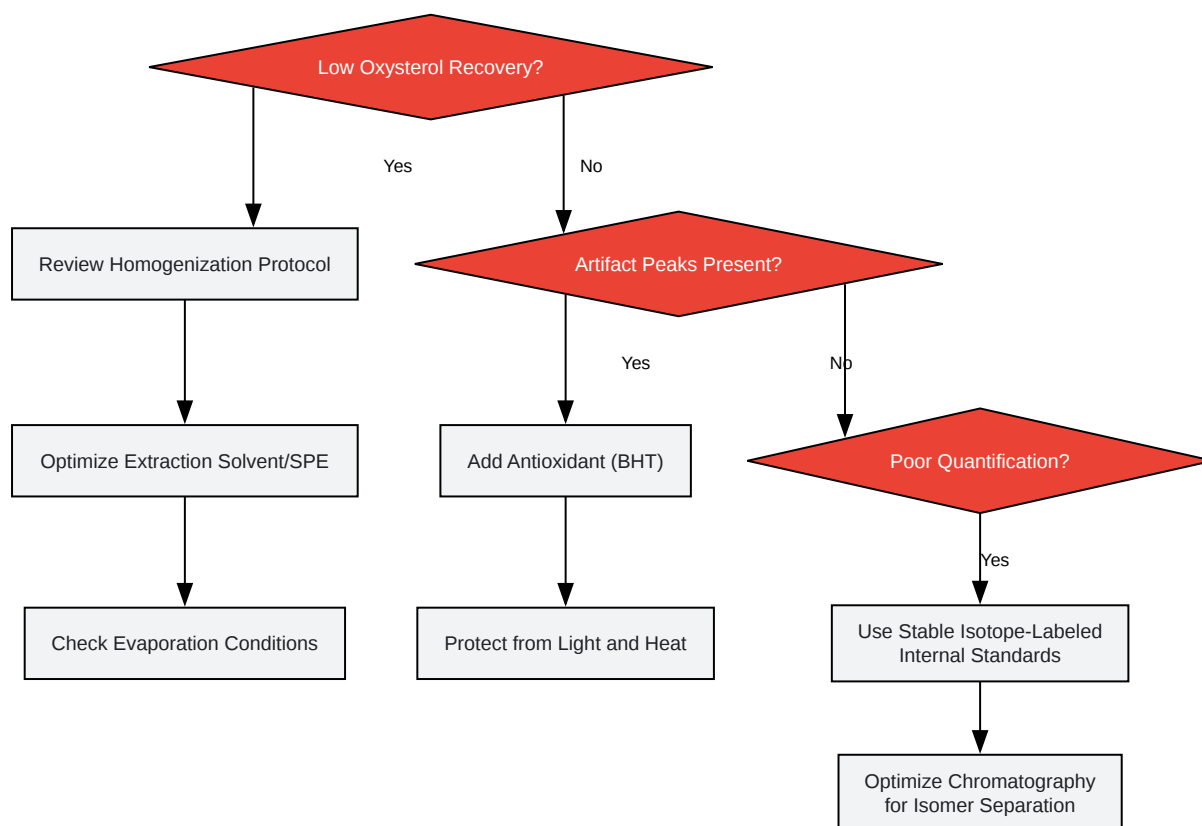 Low Oxysterol Recovery?
Yes
No
Review Homogenization Protocol
Artifact Peaks Present?
Yes
No
Optimize Extraction Solvent/SPE
Add Antioxidant (BHT)
Poor Quantification?
Yes
Check Evaporation Conditions
Protect from Light and Heat
Use Stable Isotope-Labeled
Internal Standards
Optimize Chromatography
for Isomer Separation